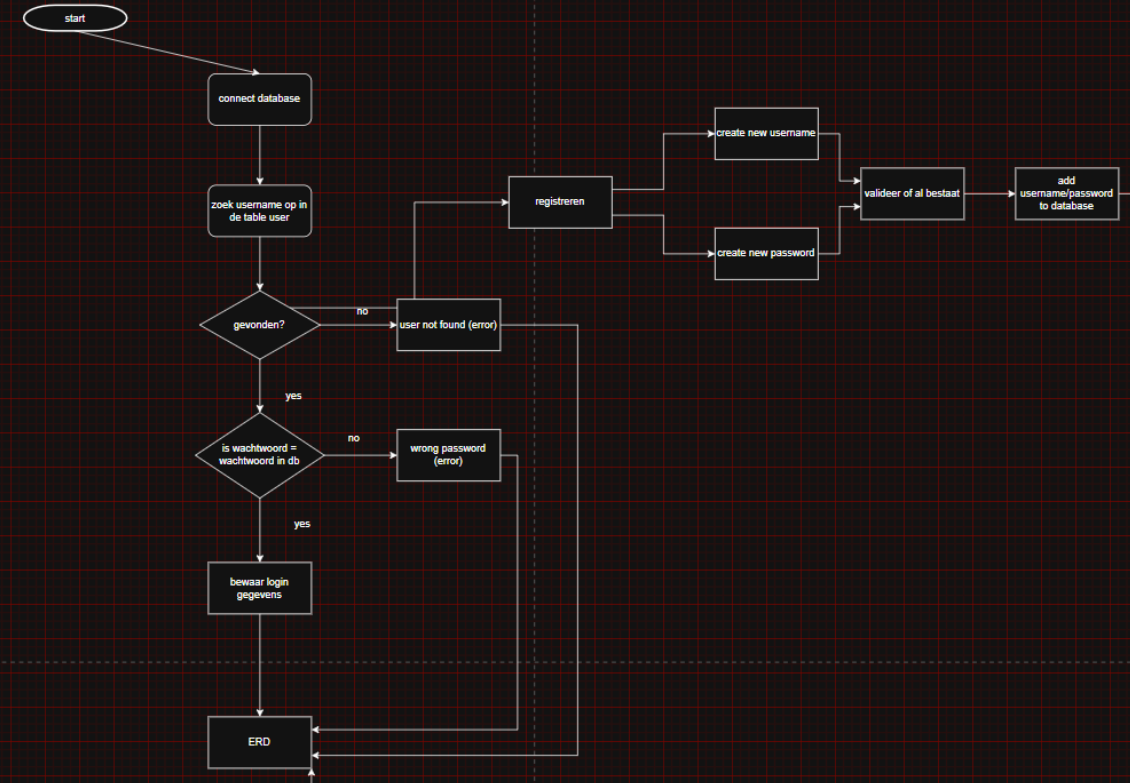 start
connect database
zoek username op in
de table user
gevonden?
no
user not found (error)
registreren
create new username
create new password
valideer of al bestaat
add
username/password
to database
yes
is wachtwoord =
wachtwoord in db
no
wrong password
(error)
yes
bewaar login
gegevens
ERD